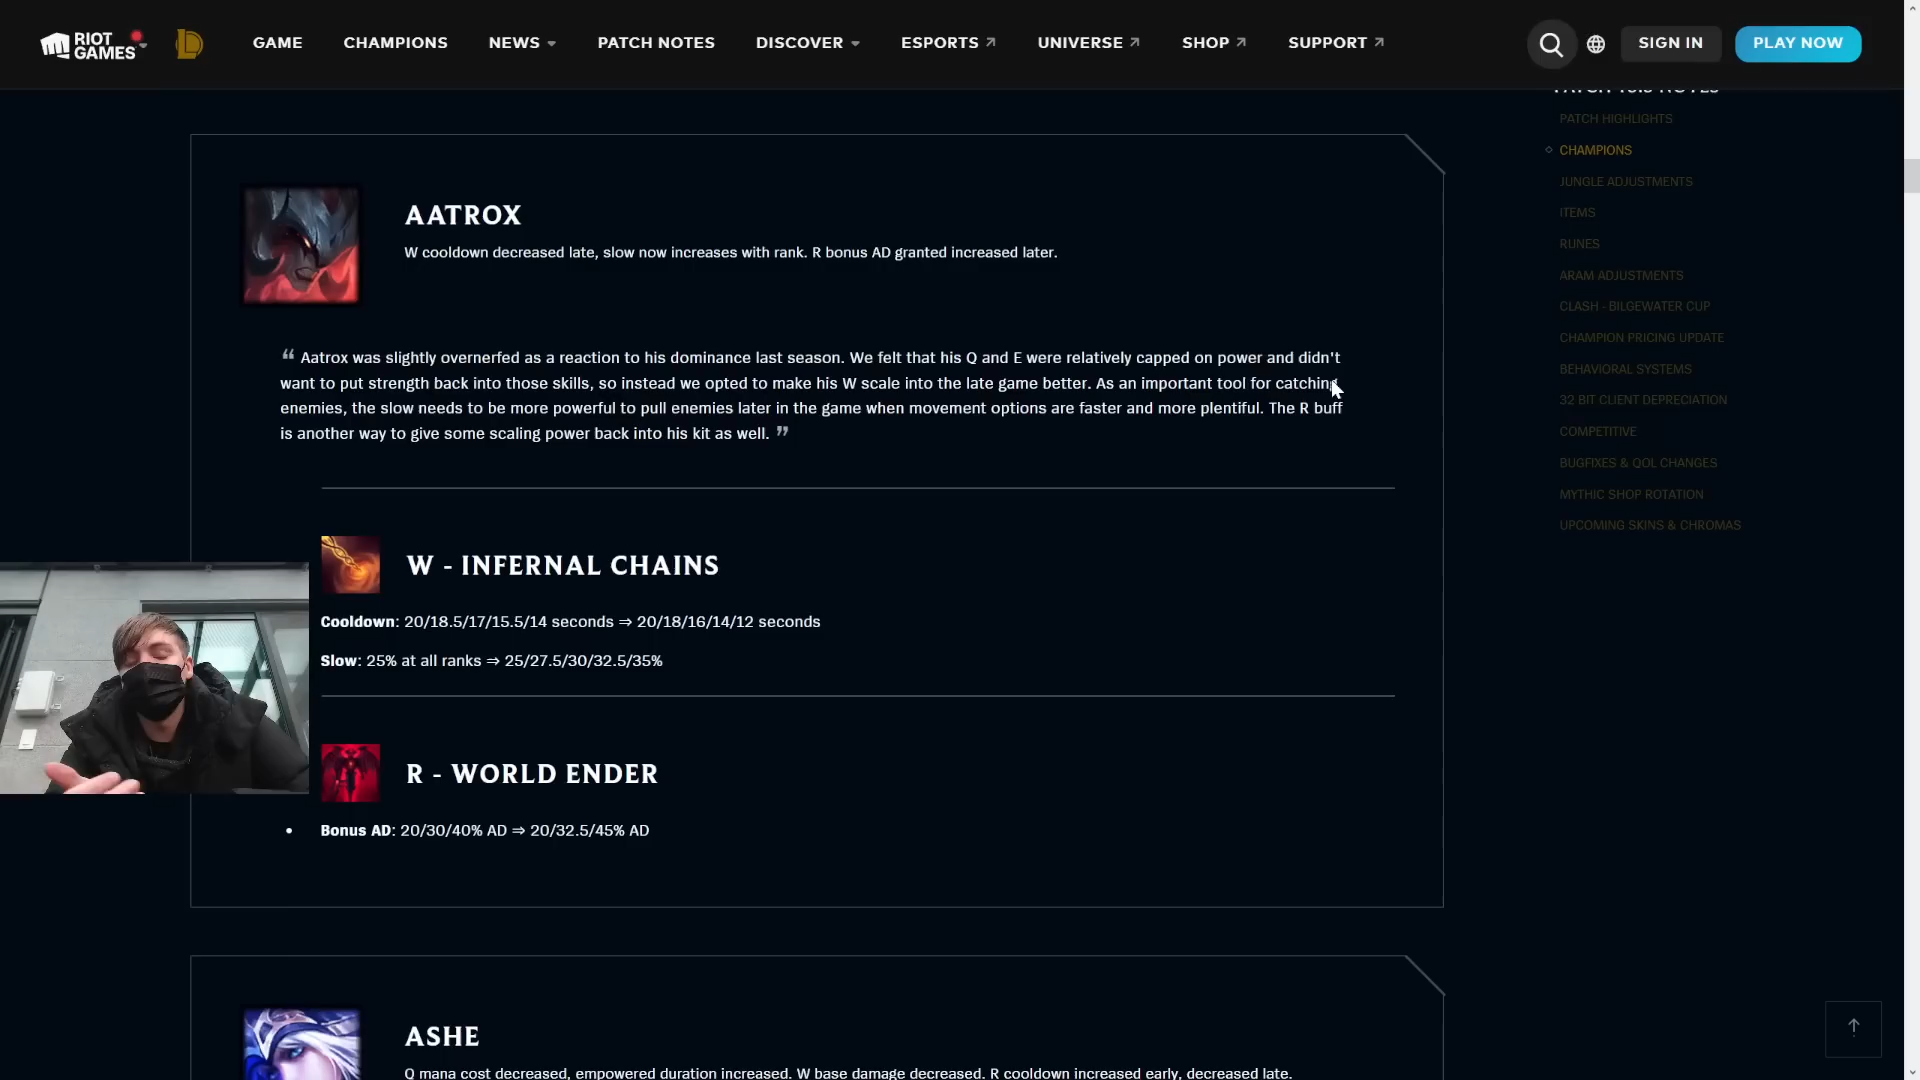 RIOT GAMES
GAME CHAMPIONS NEWS PATCH NOTES DISCOVER ESPORTS UNIVERSE SHOP SUPPORT SIGN IN PLAY NOW
PATCH HIGHLIGHTS
CHAMPIONS
JUNGLE ADJUSTMENTS
ITEMS
RUNES
ARAM ADJUSTMENTS
CLASH - BILGEWATER CUP
CHAMPION PRICING UPDATE
BEHAVIORAL SYSTEMS
32 BIT CLIENT DEPRECIATION
COMPETITIVE
BUGFIXES & QOL CHANGES
MYTHIC SHOP ROTATION
UPCOMING SKINS & CHROMAS
AATROX
W cooldown decreased late, slow now increases with rank. R bonus AD granted increased later.
“ Aatrox was slightly overnerfed as a reaction to his dominance last season. We felt that his Q and E were relatively capped on power and didn't
want to put strength back into those skills, so instead we opted to make his W scale into the late game better. As an important tool for catching
enemies, the slow needs to be more powerful to pull enemies later in the game when movement options are faster and more plentiful. The R buff
is another way to give some scaling power back into his kit as well. ”
W - INFERNAL CHAINS
Cooldown: 20/18.5/17/15.5/14 seconds ⇒ 20/18/16/14/12 seconds
Slow: 25% at all ranks ⇒ 25/27.5/30/32.5/35%
R - WORLD ENDER
• Bonus AD: 20/30/40% AD ⇒ 20/32.5/45% AD
ASHE
Q mana cost decreased, empowered duration increased. W base damage decreased. R cooldown increased early, decreased late.